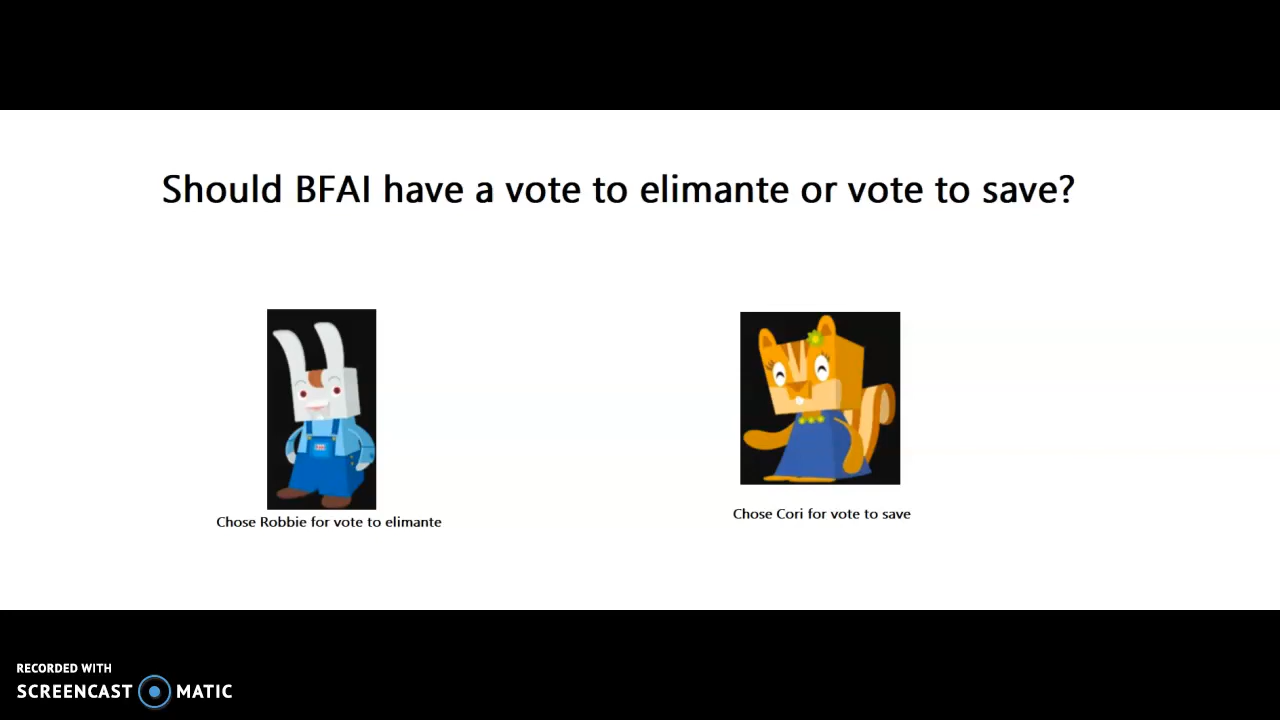 Should BFAI have a vote to elimante or vote to save?
Chose Robbie for vote to elimante
Chose Cori for vote to save
RECORDED WITH
SCREENCAST MATIC